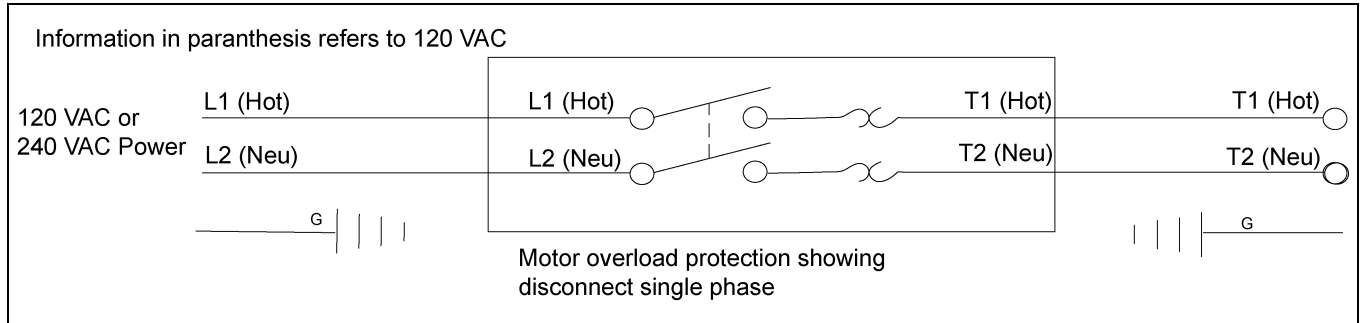 Information in paranthesis refers to 120 VAC
120 VAC or
240 VAC Power
L1 (Hot)
L1 (Hot)
T1 (Hot)
T1 (Hot)
L2 (Neu)
L2 (Neu)
T2 (Neu)
T2 (Neu)
G
G
Motor overload protection showing
disconnect single phase